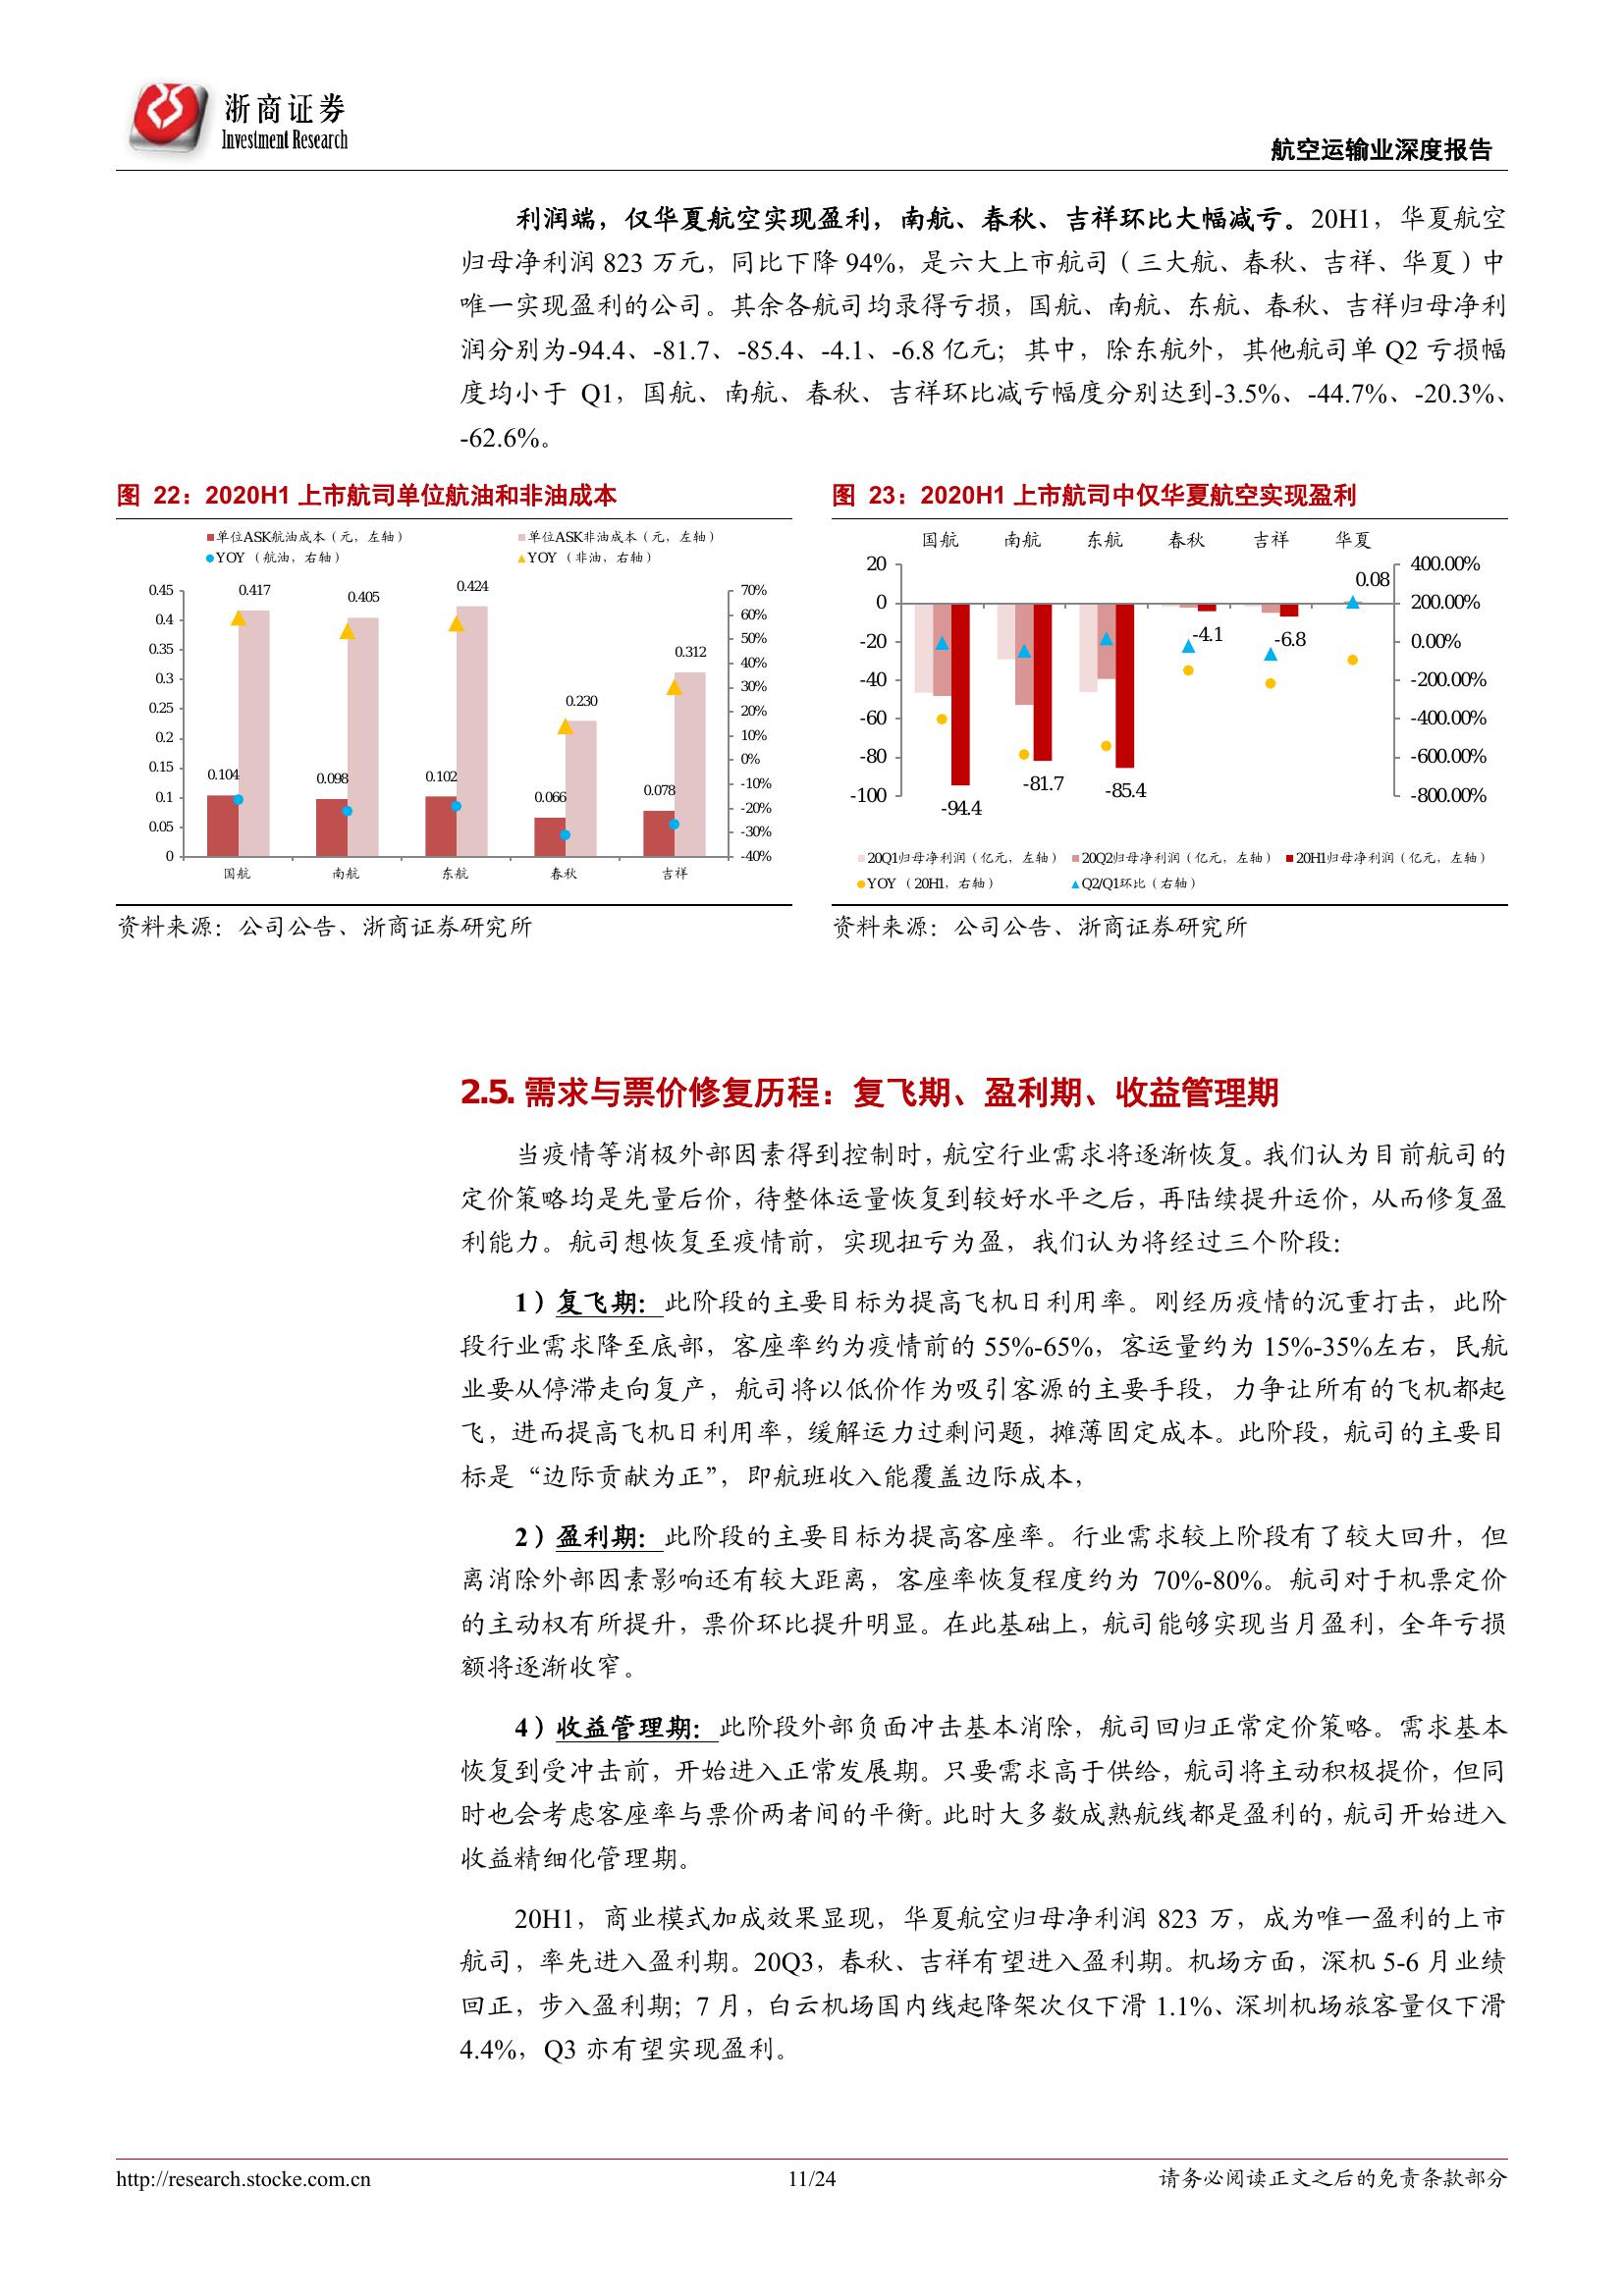 浙商证券
Investment Research
航空运输业深度报告
利润端，仅华夏航空实现盈利，南航、春秋、吉祥环比大幅减亏。20H1，华夏航空
归母净利润 823 万元，同比下降 94%，是六大上市航司（三大航、春秋、吉祥、华夏）中
唯一实现盈利的公司。其余各航司均录得亏损，国航、南航、东航、春秋、吉祥归母净利
润分别为-94.4、-81.7、-85.4、-4.1、-6.8 亿元；其中，除东航外，其他航司单 Q2 亏损幅
度均小于 Q1，国航、南航、春秋、吉祥环比减亏幅度分别达到-3.5%、-44.7%、-20.3%、
-62.6%。
图 22：2020H1 上市航司单位航油和非油成本
单位ASK航油成本（元，左轴）
单位ASK非油成本（元，左轴）
YOY （航油，右轴）
YOY （非油，右轴）
0.45
0.4
0.35
0.3
0.25
0.2
0.15
0.1
0.05
0
0.417
0.405
0.424
0.230
0.312
0.104
0.098
0.102
0.066
0.078
70%
60%
50%
40%
30%
20%
10%
0%
-10%
-20%
-30%
-40%
国航
南航
东航
春秋
吉祥
资料来源：公司公告、浙商证券研究所
图 23：2020H1 上市航司中仅华夏航空实现盈利
国航
南航
东航
春秋
吉祥
华夏
20
0
-20
-40
-60
-80
-100
-94.4
-81.7
-85.4
-4.1
-6.8
0.08
400.00%
200.00%
0.00%
-200.00%
-400.00%
-600.00%
-800.00%
20Q1归母净利润（亿元，左轴）
20Q2归母净利润（亿元，左轴）
20H1归母净利润（亿元，左轴）
YOY （20H1，右轴）
Q2/Q1环比（右轴）
资料来源：公司公告、浙商证券研究所
2.5. 需求与票价修复历程：复飞期、盈利期、收益管理期
当疫情等消极外部因素得到控制时，航空行业需求将逐渐恢复。我们认为目前航司的
定价策略均是先量后价，待整体运量恢复到较好水平之后，再陆续提升运价，从而修复盈
利能力。航司想恢复至疫情前，实现扭亏为盈，我们认为将经过三个阶段：
1）复飞期：此阶段的主要目标为提高飞机日利用率。刚经历疫情的沉重打击，此阶
段行业需求降至底部，客座率约为疫情前的 55%-65%，客运量约为 15%-35%左右，民航
业要从停滞走向复产，航司将以低价作为吸引客源的主要手段，力争让所有的飞机都起
飞，进而提高飞机日利用率，缓解运力过剩问题，摊薄固定成本。此阶段，航司的主要目
标是“边际贡献为正”，即航班收入能覆盖边际成本，
2）盈利期：此阶段的主要目标为提高客座率。行业需求较上阶段有了较大回升，但
离消除外部因素影响还有较大距离，客座率恢复程度约为 70%-80%。航司对于机票定价
的主动权有所提升，票价环比提升明显。在此基础上，航司能够实现当月盈利，全年亏损
额将逐渐收窄。
4）收益管理期：此阶段外部负面冲击基本消除，航司回归正常定价策略。需求基本
恢复到受冲击前，开始进入正常发展期。只要需求高于供给，航司将主动积极提价，但同
时也会考虑客座率与票价两者间的平衡。此时大多数成熟航线都是盈利的，航司开始进入
收益精细化管理期。
20H1，商业模式加成效果显现，华夏航空归母净利润 823 万，成为唯一盈利的上市
航司，率先进入盈利期。20Q3，春秋、吉祥有望进入盈利期。机场方面，深机 5-6 月业绩
回正，步入盈利期；7 月，白云机场国内线起降架次仅下滑 1.1%、深圳机场旅客量仅下滑
4.4%，Q3 亦有望实现盈利。
http://research.stocke.com.cn
11/24
请务必阅读正文之后的免责条款部分